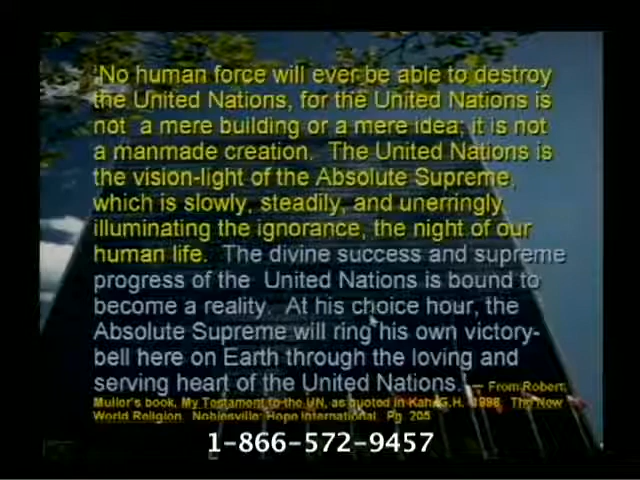 'No human force will ever be able to destroy
the United Nations, for the United Nations is
not a mere building or a mere idea; it is not
a manmade creation. The United Nations is
the vision-light of the Absolute Supreme,
which is slowly, steadily, and unerringly
illuminating the ignorance, the night of our
human life. The divine success and supreme
progress of the United Nations is bound to
become a reality. At his choice hour, the
Absolute Supreme will ring his own victory-
bell here on Earth through the loving and
serving heart of the United Nations. — From Robert
Muller's book, My Testament to the UN, as quoted in Kah, G.H. 1998. The New
World Religion. Noblesville: Hope International. Pg. 205
1-866-572-9457